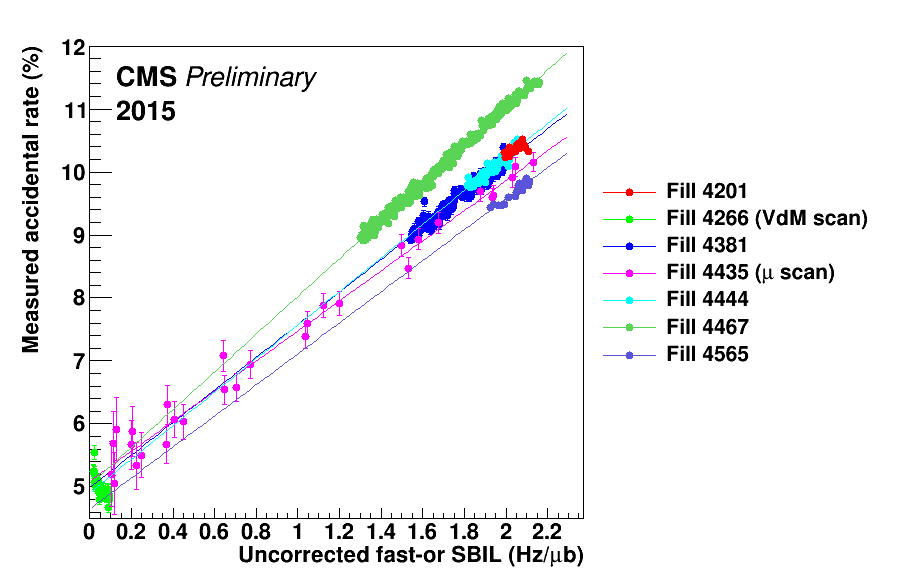 CMS Preliminary
2015
Measured accidental rate (%)
12
11
10
9
8
7
6
5
0 0.2 0.4 0.6 0.8 1 1.2 1.4 1.6 1.8 2 2.2
Uncorrected fast-or SBIL (Hz/μb)
Fill 4201
Fill 4266 (VdM scan)
Fill 4381
Fill 4435 (μ scan)
Fill 4444
Fill 4467
Fill 4565